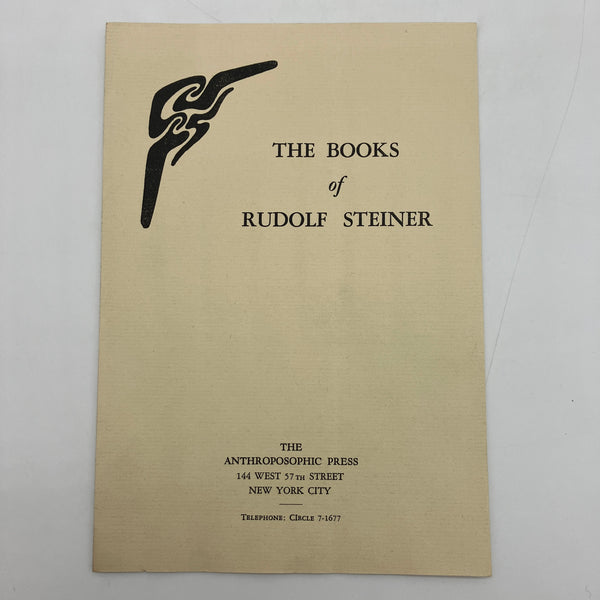 THE BOOKS
of
RUDOLF STEINER
THE
ANTHROPOSOPHIC PRESS
144 WEST 57TH STREET
NEW YORK CITY
TELEPHONE: CIRCLE 7-1677